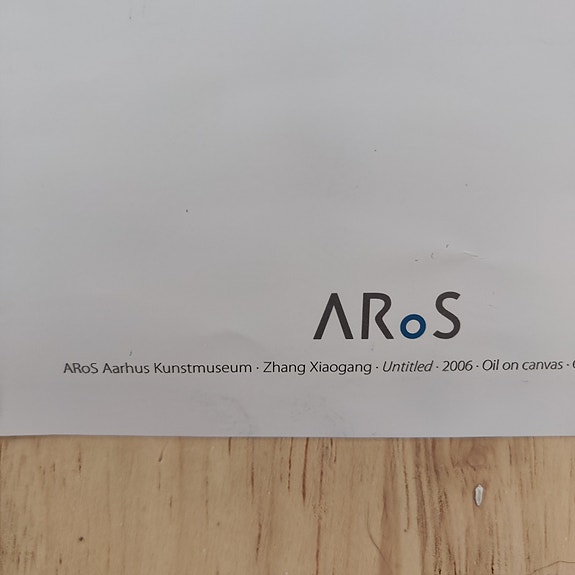 ARoS
ARoS Aarhus Kunstmuseum · Zhang Xiaogang · Untitled · 2006 · Oil on canvas ·